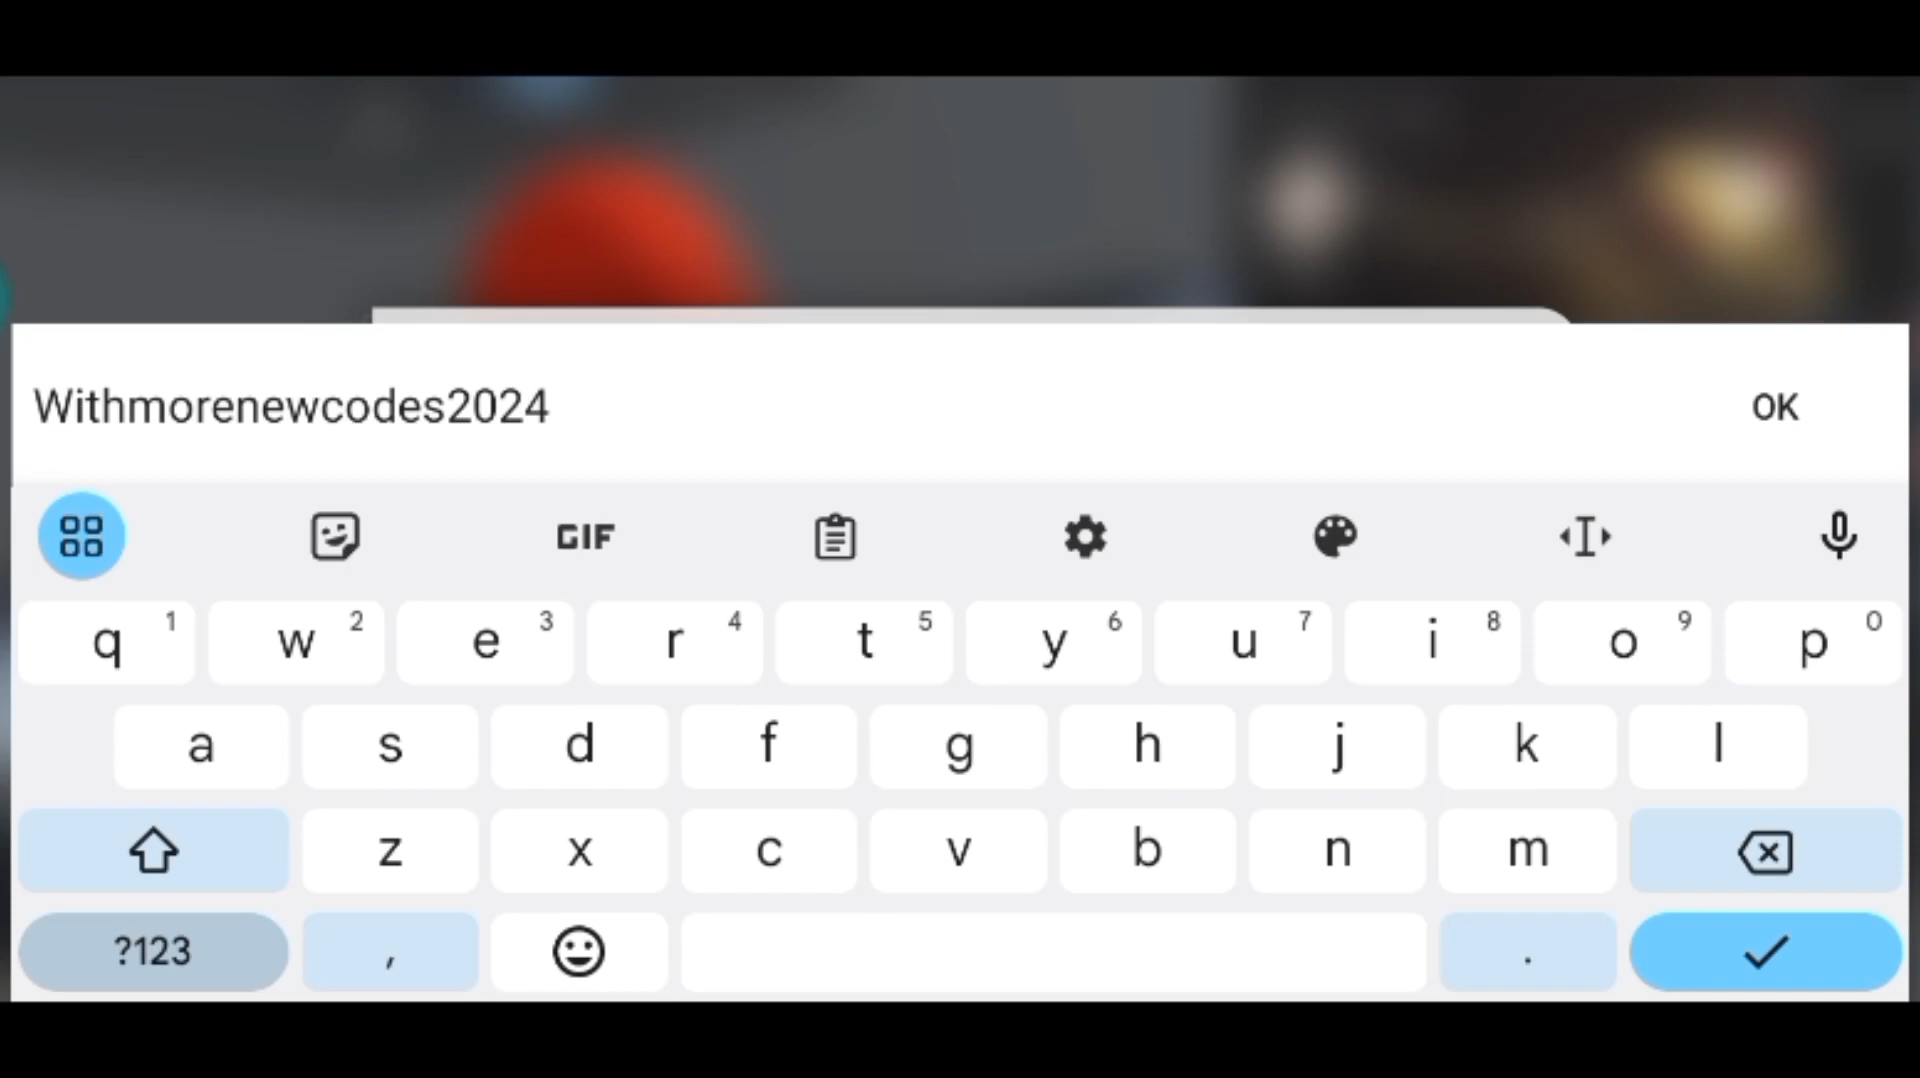 Withmorenewcodes2024 OK
GIF
q 1 w 2 e 3 r 4 t 5 y 6 u 7 i 8 o 9 p 0
a s d f g h j k l
z x c v b n m
?123 , .